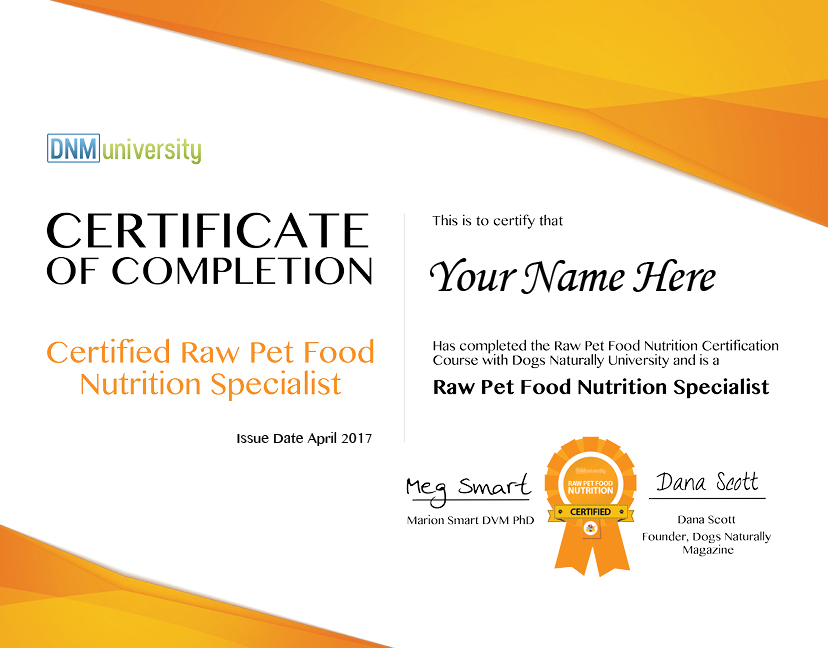 DNMuniversity
CERTIFICATE
OF COMPLETION
Certified Raw Pet Food
Nutrition Specialist
Issue Date April 2017
This is to certify that
Your Name Here
Has completed the Raw Pet Food Nutrition Certification
Course with Dogs Naturally University and is a
Raw Pet Food Nutrition Specialist
Meg Smart
Marion Smart DVM PhD
RAW PET FOOD
NUTRITION
CERTIFIED
Dana Scott
Dana Scott
Founder, Dogs Naturally
Magazine